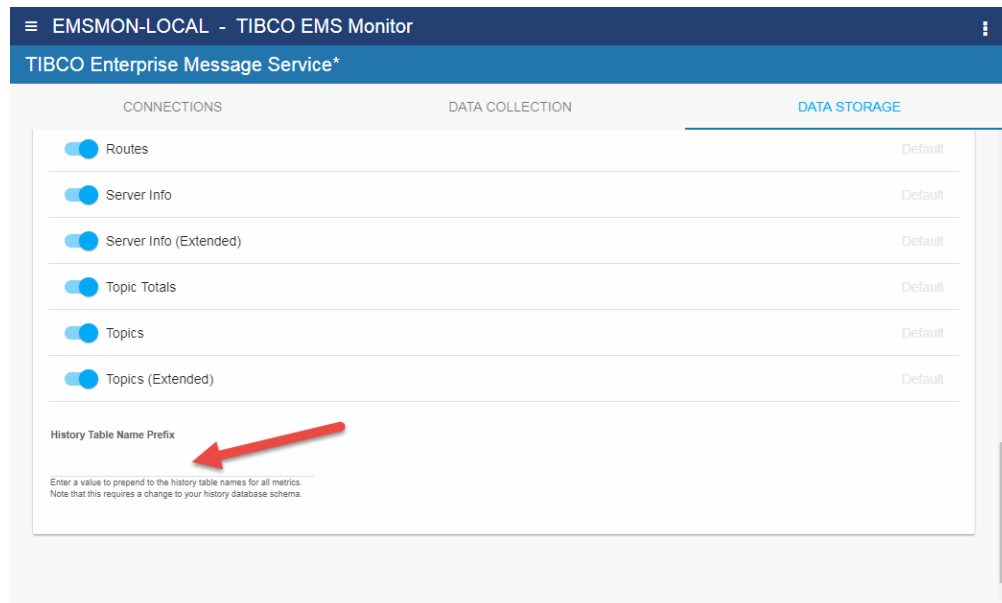 ≡ EMSMON-LOCAL - TIBCO EMS Monitor
TIBCO Enterprise Message Service*
CONNECTIONS DATA COLLECTION DATA STORAGE
Routes Default
Server Info Default
Server Info (Extended) Default
Topic Totals Default
Topics Default
Topics (Extended) Default
History Table Name Prefix
Enter a value to prepend to the history table names for all metrics.
Note that this requires a change to your history database schema.